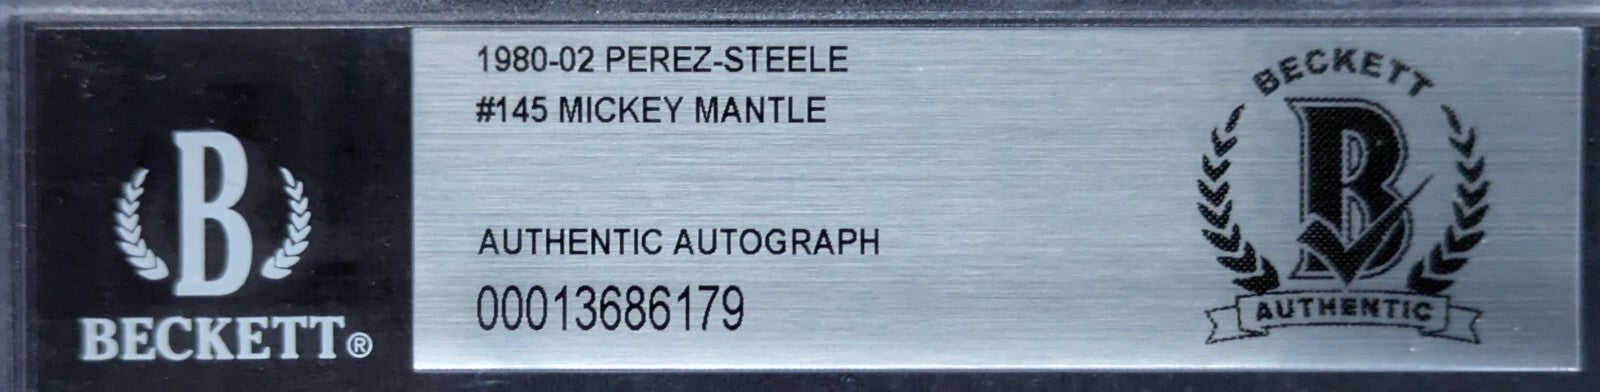 1980-02 PEREZ-STEELE
#145 MICKEY MANTLE
AUTHENTIC AUTOGRAPH
00013686179
B
BECKETT®
BECKETT
B
AUTHENTIC